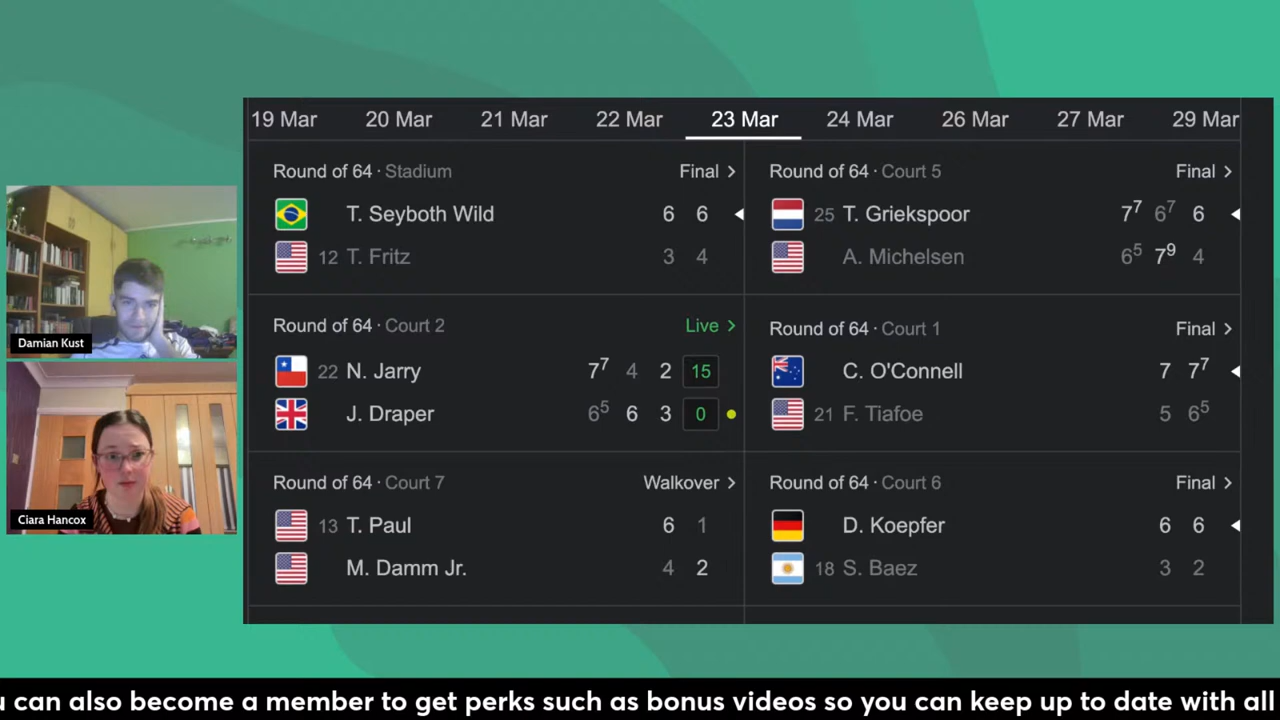 19 Mar 20 Mar 21 Mar 22 Mar 23 Mar 24 Mar 26 Mar 27 Mar 29 Mar
Round of 64 · Stadium Final
T. Seyboth Wild 6 6
12 T. Fritz 3 4
Round of 64 · Court 5 Final
25 T. Griekspoor 7⁷ 6⁷ 6
A. Michelsen 6⁵ 7⁹ 4
Round of 64 · Court 2 Live
22 N. Jarry 7⁷ 4 2 15
J. Draper 6⁵ 6 3 0
Round of 64 · Court 1 Final
C. O'Connell 7 7⁷
21 F. Tiafoe 5 6⁵
Round of 64 · Court 7 Walkover
13 T. Paul 6 1
M. Damm Jr. 4 2
Round of 64 · Court 6 Final
D. Koepfer 6 6
18 S. Baez 3 2
Damian Kust
Ciara Hancox
u can also become a member to get perks such as bonus videos so you can keep up to date with all